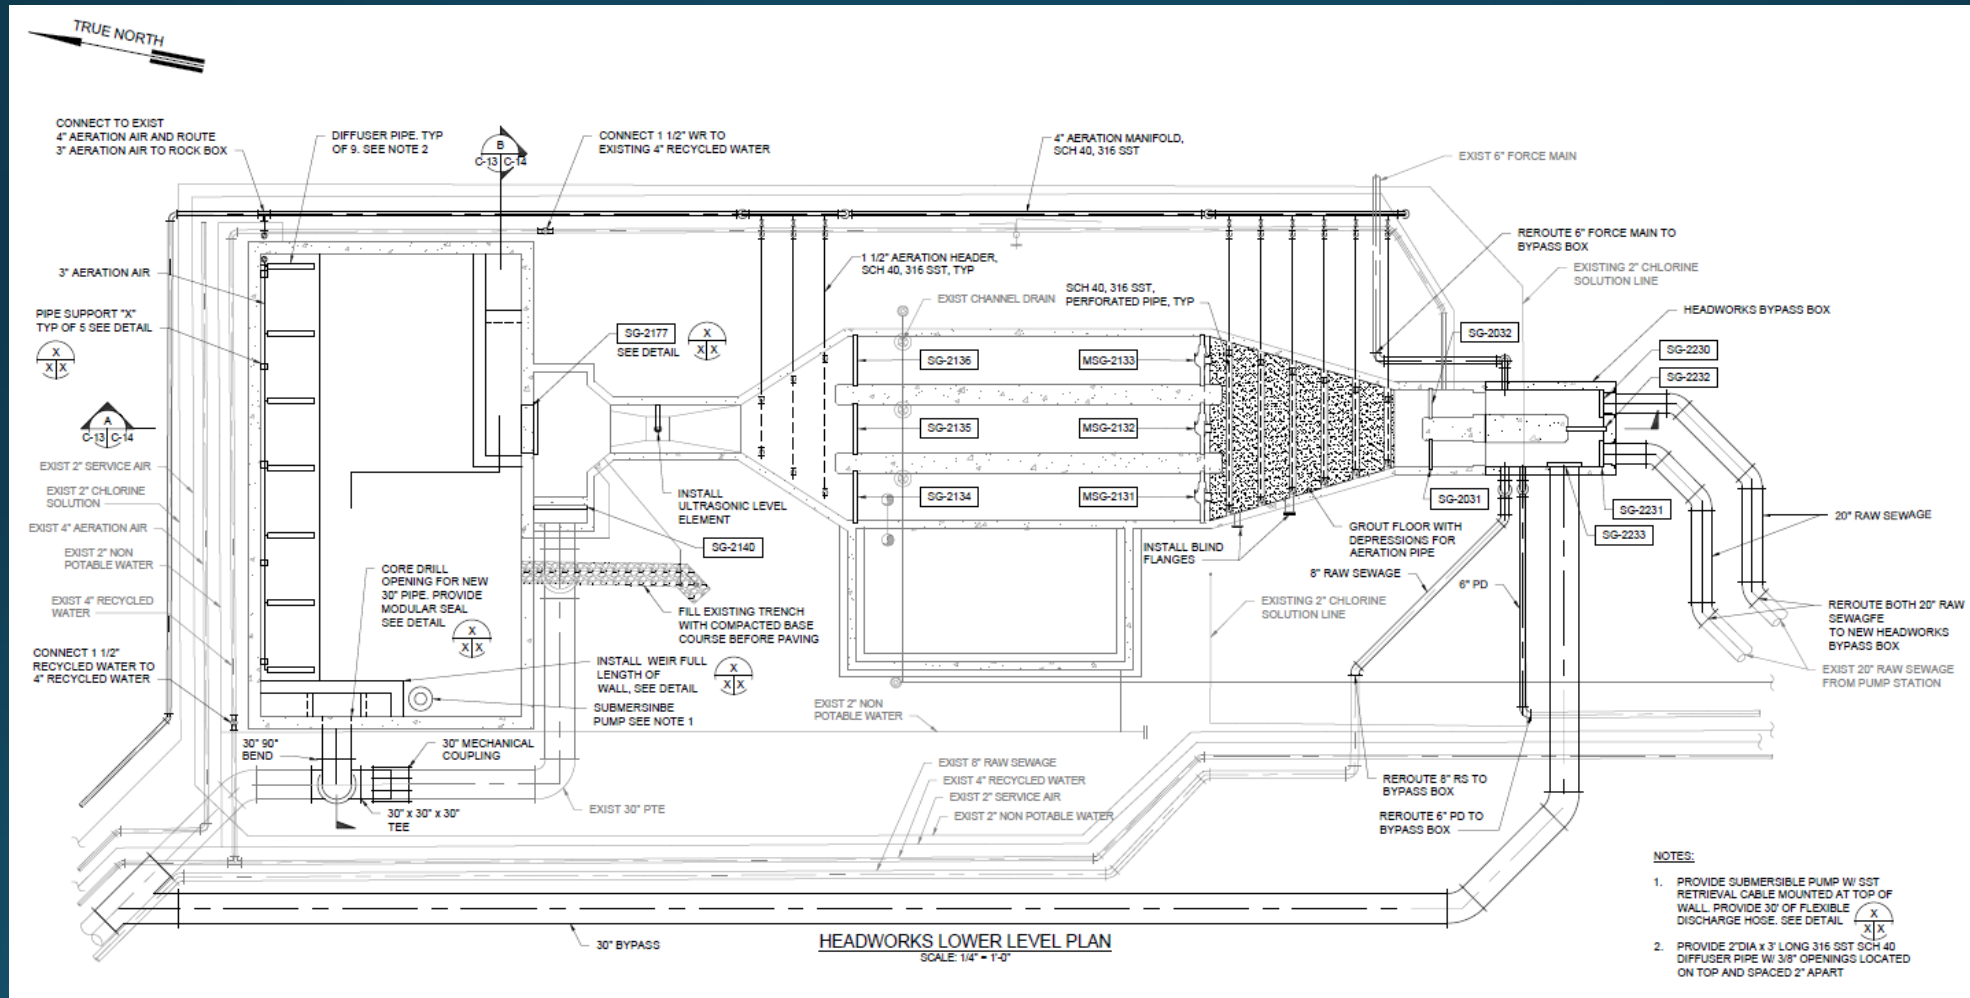 TRUE NORTH
CONNECT TO EXIST
4" AERATION AIR AND ROUTE
3" AERATION AIR TO ROCK BOX
DIFFUSER PIPE. TYP
OF 9. SEE NOTE 2
B
C-13 C-14
CONNECT 1 1/2" WR TO
EXISTING 4" RECYCLED WATER
4" AERATION MANIFOLD,
SCH 40, 316 SST
EXIST 6" FORCE MAIN
REROUTE 6" FORCE MAIN TO
BYPASS BOX
EXISTING 2" CHLORINE
SOLUTION LINE
HEADWORKS BYPASS BOX
3" AERATION AIR
PIPE SUPPORT "X"
TYP OF 5 SEE DETAIL
X
X X
1 1/2" AERATION HEADER,
SCH 40, 316 SST, TYP
EXIST CHANNEL DRAIN
SCH 40, 316 SST,
PERFORATED PIPE, TYP
SG-2177
SEE DETAIL
X
X X
SG-2136
MSG-2133
SG-2032
SG-2230
SG-2232
A
C-13 C-14
SG-2135
MSG-2132
EXIST 2" SERVICE AIR
EXIST 2" CHLORINE
SOLUTION
EXIST 4" AERATION AIR
EXIST 2" NON
POTABLE WATER
EXIST 4" RECYCLED
WATER
CONNECT 1 1/2"
RECYCLED WATER TO
4" RECYCLED WATER
INSTALL
ULTRASONIC LEVEL
ELEMENT
SG-2134
MSG-2131
SG-2031
SG-2231
SG-2233
20" RAW SEWAGE
SG-2140
INSTALL BLIND
FLANGES
GROUT FLOOR WITH
DEPRESSIONS FOR
AERATION PIPE
8" RAW SEWAGE
6" PD
CORE DRILL
OPENING FOR NEW
30" PIPE. PROVIDE
MODULAR SEAL
SEE DETAIL
X
X X
FILL EXISTING TRENCH
WITH COMPACTED BASE
COURSE BEFORE PAVING
EXISTING 2" CHLORINE
SOLUTION LINE
REROUTE BOTH 20" RAW
SEWAGFE
TO NEW HEADWORKS
BYPASS BOX
EXIST 20" RAW SEWAGE
FROM PUMP STATION
INSTALL WEIR FULL
LENGTH OF
WALL, SEE DETAIL
X
X X
SUBMERSINBE
PUMP SEE NOTE 1
EXIST 2" NON
POTABLE WATER
30" 90°
BEND
30" MECHANICAL
COUPLING
30" x 30" x 30"
TEE
EXIST 30" PTE
EXIST 8" RAW SEWAGE
EXIST 4" RECYCLED WATER
EXIST 2" SERVICE AIR
EXIST 2" NON POTABLE WATER
REROUTE 8" RS TO
BYPASS BOX
REROUTE 6" PD TO
BYPASS BOX
30" BYPASS
HEADWORKS LOWER LEVEL PLAN
SCALE: 1/4" = 1'-0"
NOTES:
1. PROVIDE SUBMERSIBLE PUMP W/ SST
RETRIEVAL CABLE MOUNTED AT TOP OF
WALL. PROVIDE 30' OF FLEXIBLE
DISCHARGE HOSE. SEE DETAIL
X
X X
2. PROVIDE 2"DIA x 3' LONG 316 SST SCH 40
DIFFUSER PIPE W/ 3/8" OPENINGS LOCATED
ON TOP AND SPACED 2" APART